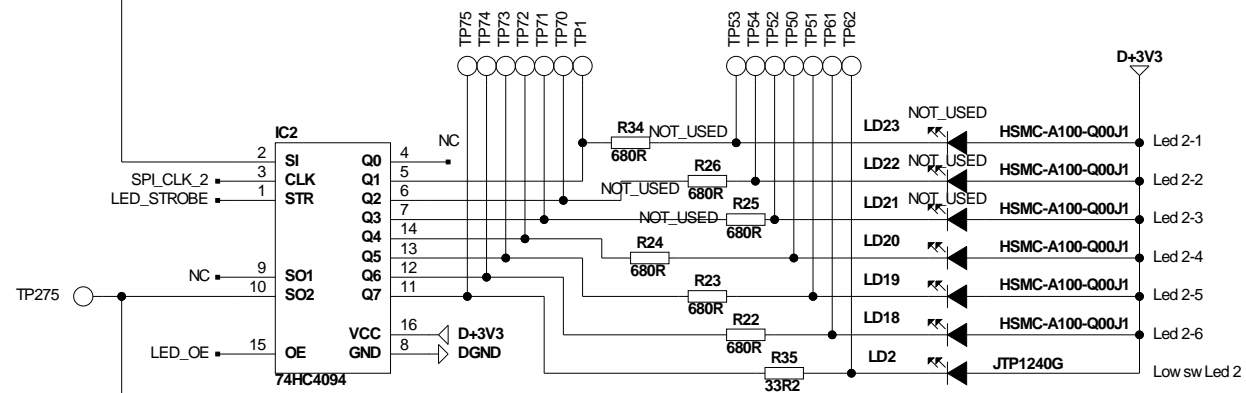 TP75
TP74
TP73
TP72
TP71
TP70
TP1
TP53
TP54
TP52
TP50
TP51
TP61
TP62
D+3V3
IC2
NC
R34
NOT_USED
680R
LD23
NOT_USED
HSMC-A100-Q00J1
Led 2-1
2
SI
Q0
4
SPI_CLK_2
3
CLK
Q1
5
R26
680R
LD22
NOT_USED
HSMC-A100-Q00J1
Led 2-2
LED_STROBE
1
STR
Q2
6
NOT_USED
R25
680R
LD21
NOT_USED
HSMC-A100-Q00J1
Led 2-3
Q3
7
NOT_USED
Q4
14
R24
680R
LD20
HSMC-A100-Q00J1
Led 2-4
Q5
13
NC
9
SO1
Q6
12
R23
680R
LD19
HSMC-A100-Q00J1
Led 2-5
TP275
10
SO2
Q7
11
R22
680R
LD18
HSMC-A100-Q00J1
Led 2-6
VCC
16
D+3V3
LED_OE
15
OE
GND
8
DGND
R35
33R2
LD2
JTP1240G
Low sw Led 2
74HC4094